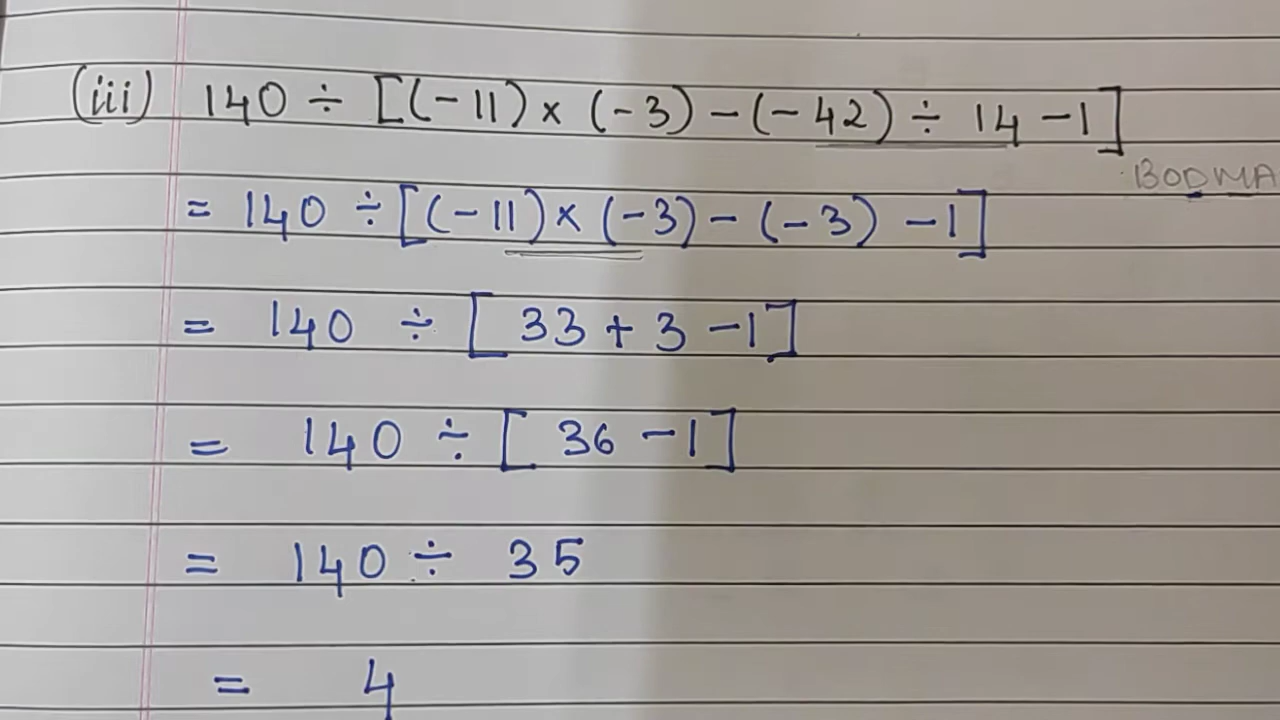 (iii) 140 ÷ [(-11) × (-3) - (-42) ÷ 14 - 1]
BODMA
= 140 ÷ [(-11) × (-3) - (-3) - 1]
= 140 ÷ [ 33 + 3 - 1]
= 140 ÷ [ 36 - 1]
= 140 ÷ 35
= 4